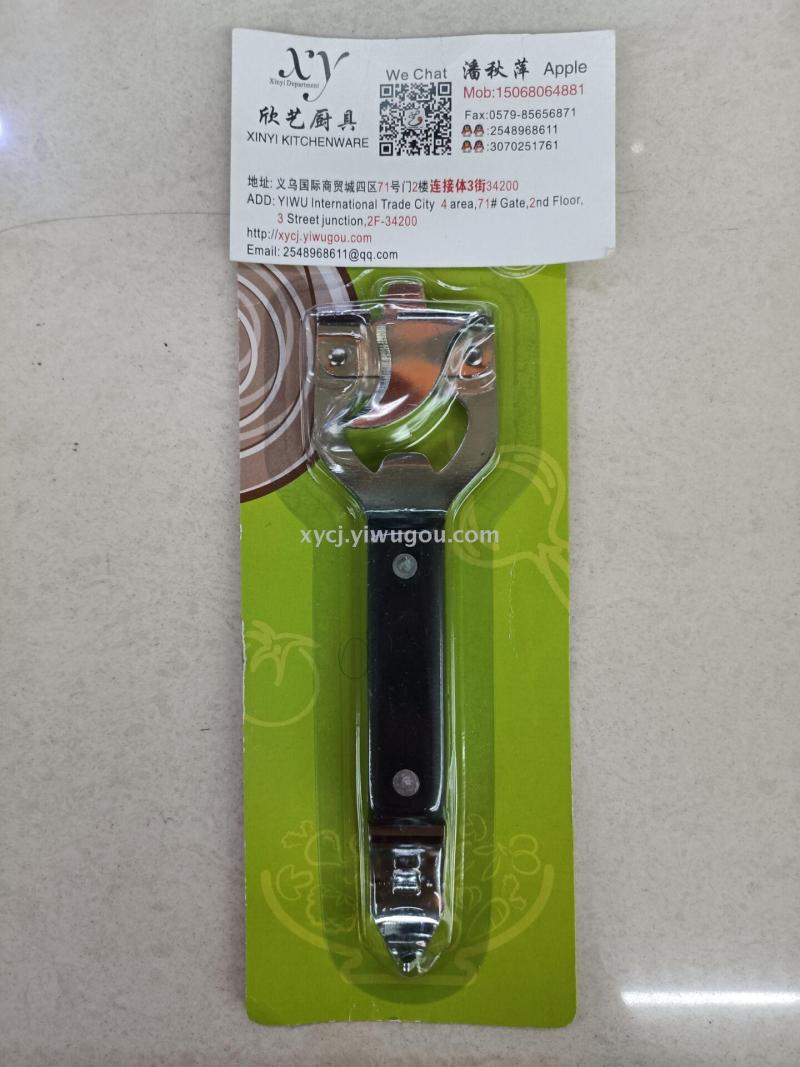 xy
Xinyi Department
欣艺厨具
XINYI KITCHENWARE
We Chat 潘秋萍 Apple
Mob:15068064881
Fax:0579-85656871
:2548968611
:3070251761
地址: 义乌国际商贸城四区71号门2楼连接体3街34200
ADD: YIWU International Trade City 4 area,71# Gate,2nd Floor,
3 Street junction,2F-34200
http://xycj.yiwugou.com
Email: 2548968611@qq.com
xycj.yiwugou.com